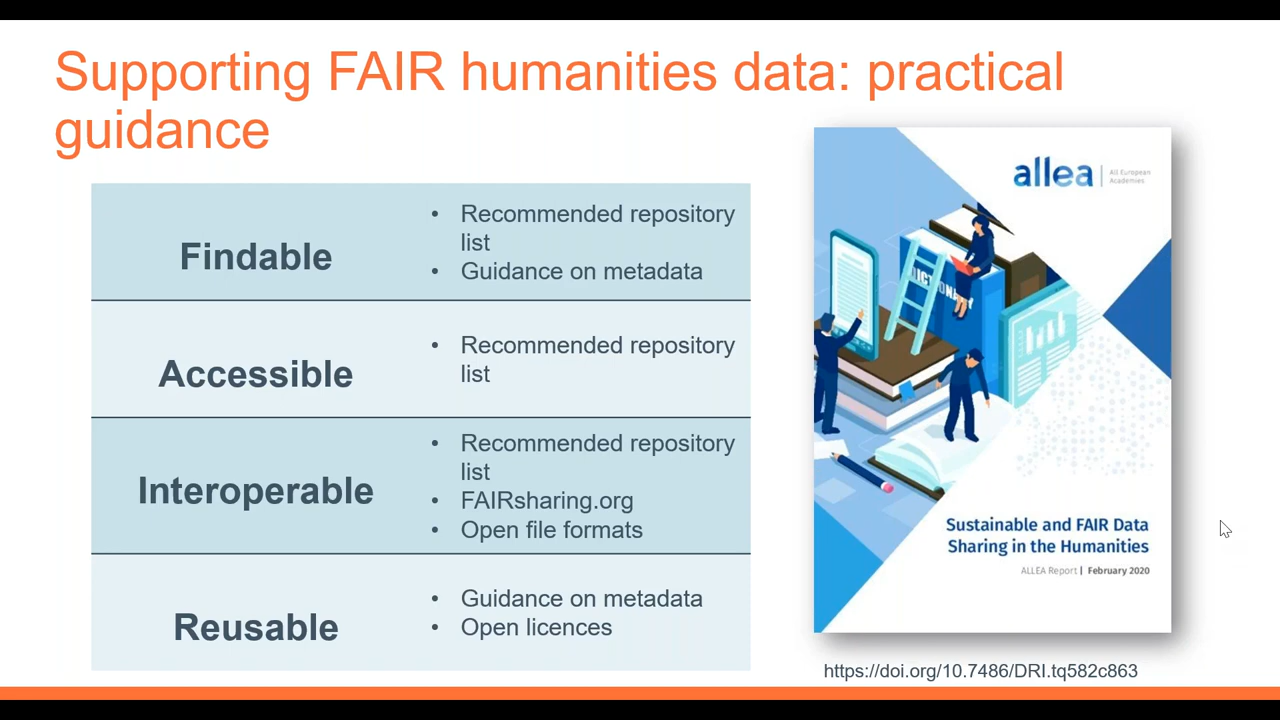 Supporting FAIR humanities data: practical
guidance
Findable
• Recommended repository
list
• Guidance on metadata
Accessible
• Recommended repository
list
Interoperable
• Recommended repository
list
• FAIRsharing.org
• Open file formats
Reusable
• Guidance on metadata
• Open licences
allea
All European
Academies
DICTIONARY
Sustainable and FAIR Data
Sharing in the Humanities
ALLEA Report | February 2020
https://doi.org/10.7486/DRI.tq582c863